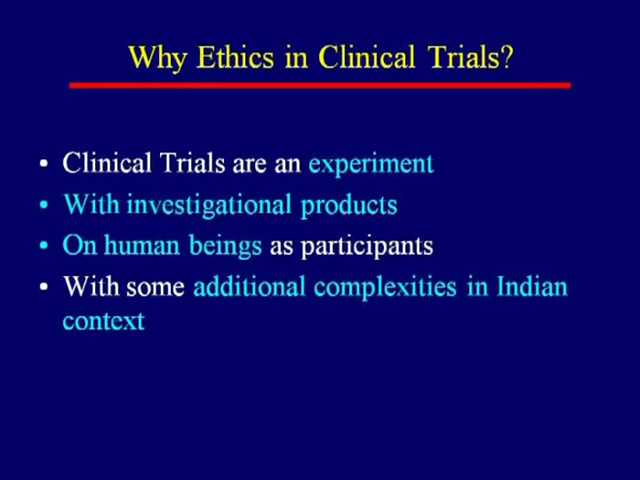 Why Ethics in Clinical Trials?
• Clinical Trials are an experiment
• With investigational products
• On human beings as participants
• With some additional complexities in Indian
context